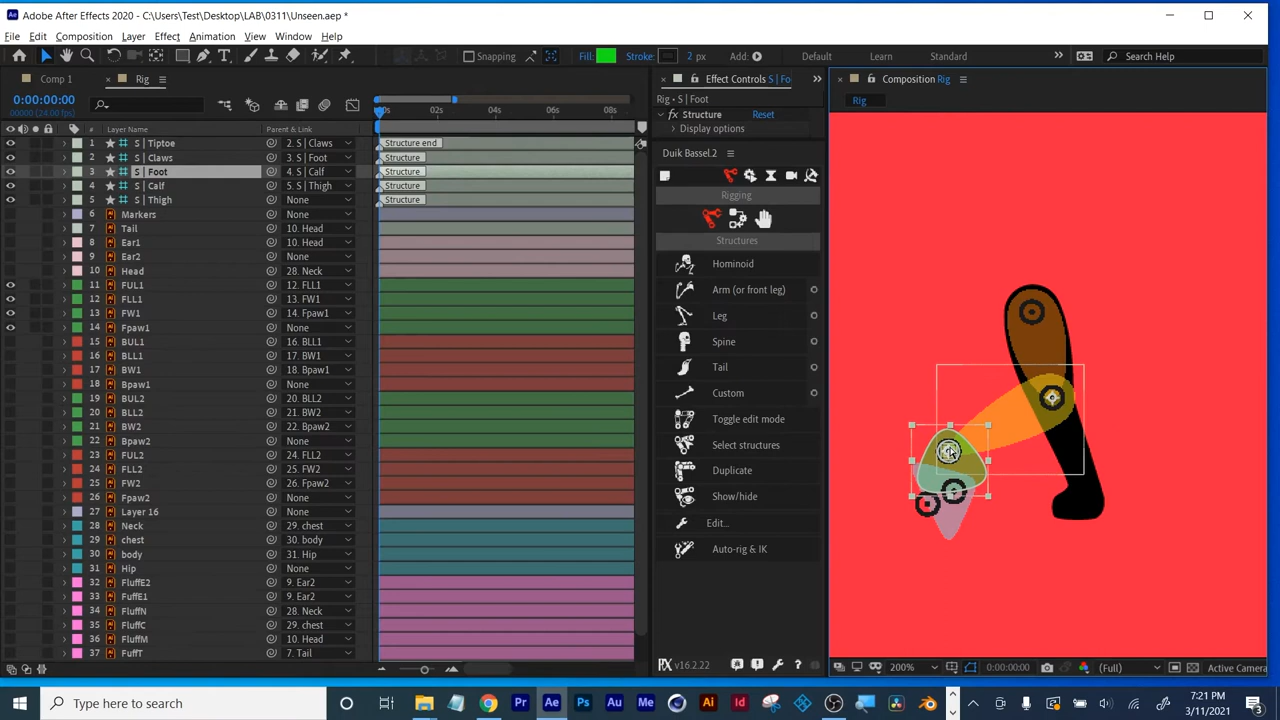 Adobe After Effects 2020 - C:\Users\Test\Desktop\LAB\0311\Unseen.aep *
File Edit Composition Layer Effect Animation View Window Help
Snapping Fill: Stroke: 2 px Add: Default Learn Standard Search Help
Comp 1 Rig
0:00:00:00
00000 (24.00 fps)
02s 04s 06s 08s
# Layer Name Parent & Link
1 S | Tiptoe 2. S | Claws Structure end
2 S | Claws 3. S | Foot Structure
3 S | Foot 4. S | Calf Structure
4 S | Calf 5. S | Thigh Structure
5 S | Thigh None Structure
6 Markers None
7 Tail 10. Head
8 Ear1 10. Head
9 Ear2 None
10 Head 28. Neck
11 FUL1 12. FLL1
12 FLL1 13. FW1
13 FW1 14. Fpaw1
14 Fpaw1 None
15 BUL1 16. BLL1
16 BLL1 17. BW1
17 BW1 18. Bpaw1
18 Bpaw1 None
19 BUL2 20. BLL2
20 BLL2 21. BW2
21 BW2 22. Bpaw2
22 Bpaw2 None
23 FUL2 24. FLL2
24 FLL2 25. FW2
25 FW2 26. Fpaw2
26 Fpaw2 None
27 Layer 16 None
28 Neck 29. chest
29 chest 30. body
30 body 31. Hip
31 Hip None
32 FluffE2 9. Ear2
33 FuffE1 9. Ear2
34 FluffN 28. Neck
35 FluffC 29. chest
36 FluffM 10. Head
37 FuffT 7. Tail
Effect Controls S | Fo
Rig • S | Foot
fx Structure Reset
Display options
Duik Bassel.2
Rigging
Structures
Hominoid
Arm (or front leg)
Leg
Spine
Tail
Custom
Toggle edit mode
Select structures
Duplicate
Show/hide
Edit...
Auto-rig & IK
v16.2.22
Composition Rig
Rig
200% 0:00:00:00 (Full) Active Camera
Type here to search
7:21 PM
3/11/2021
3